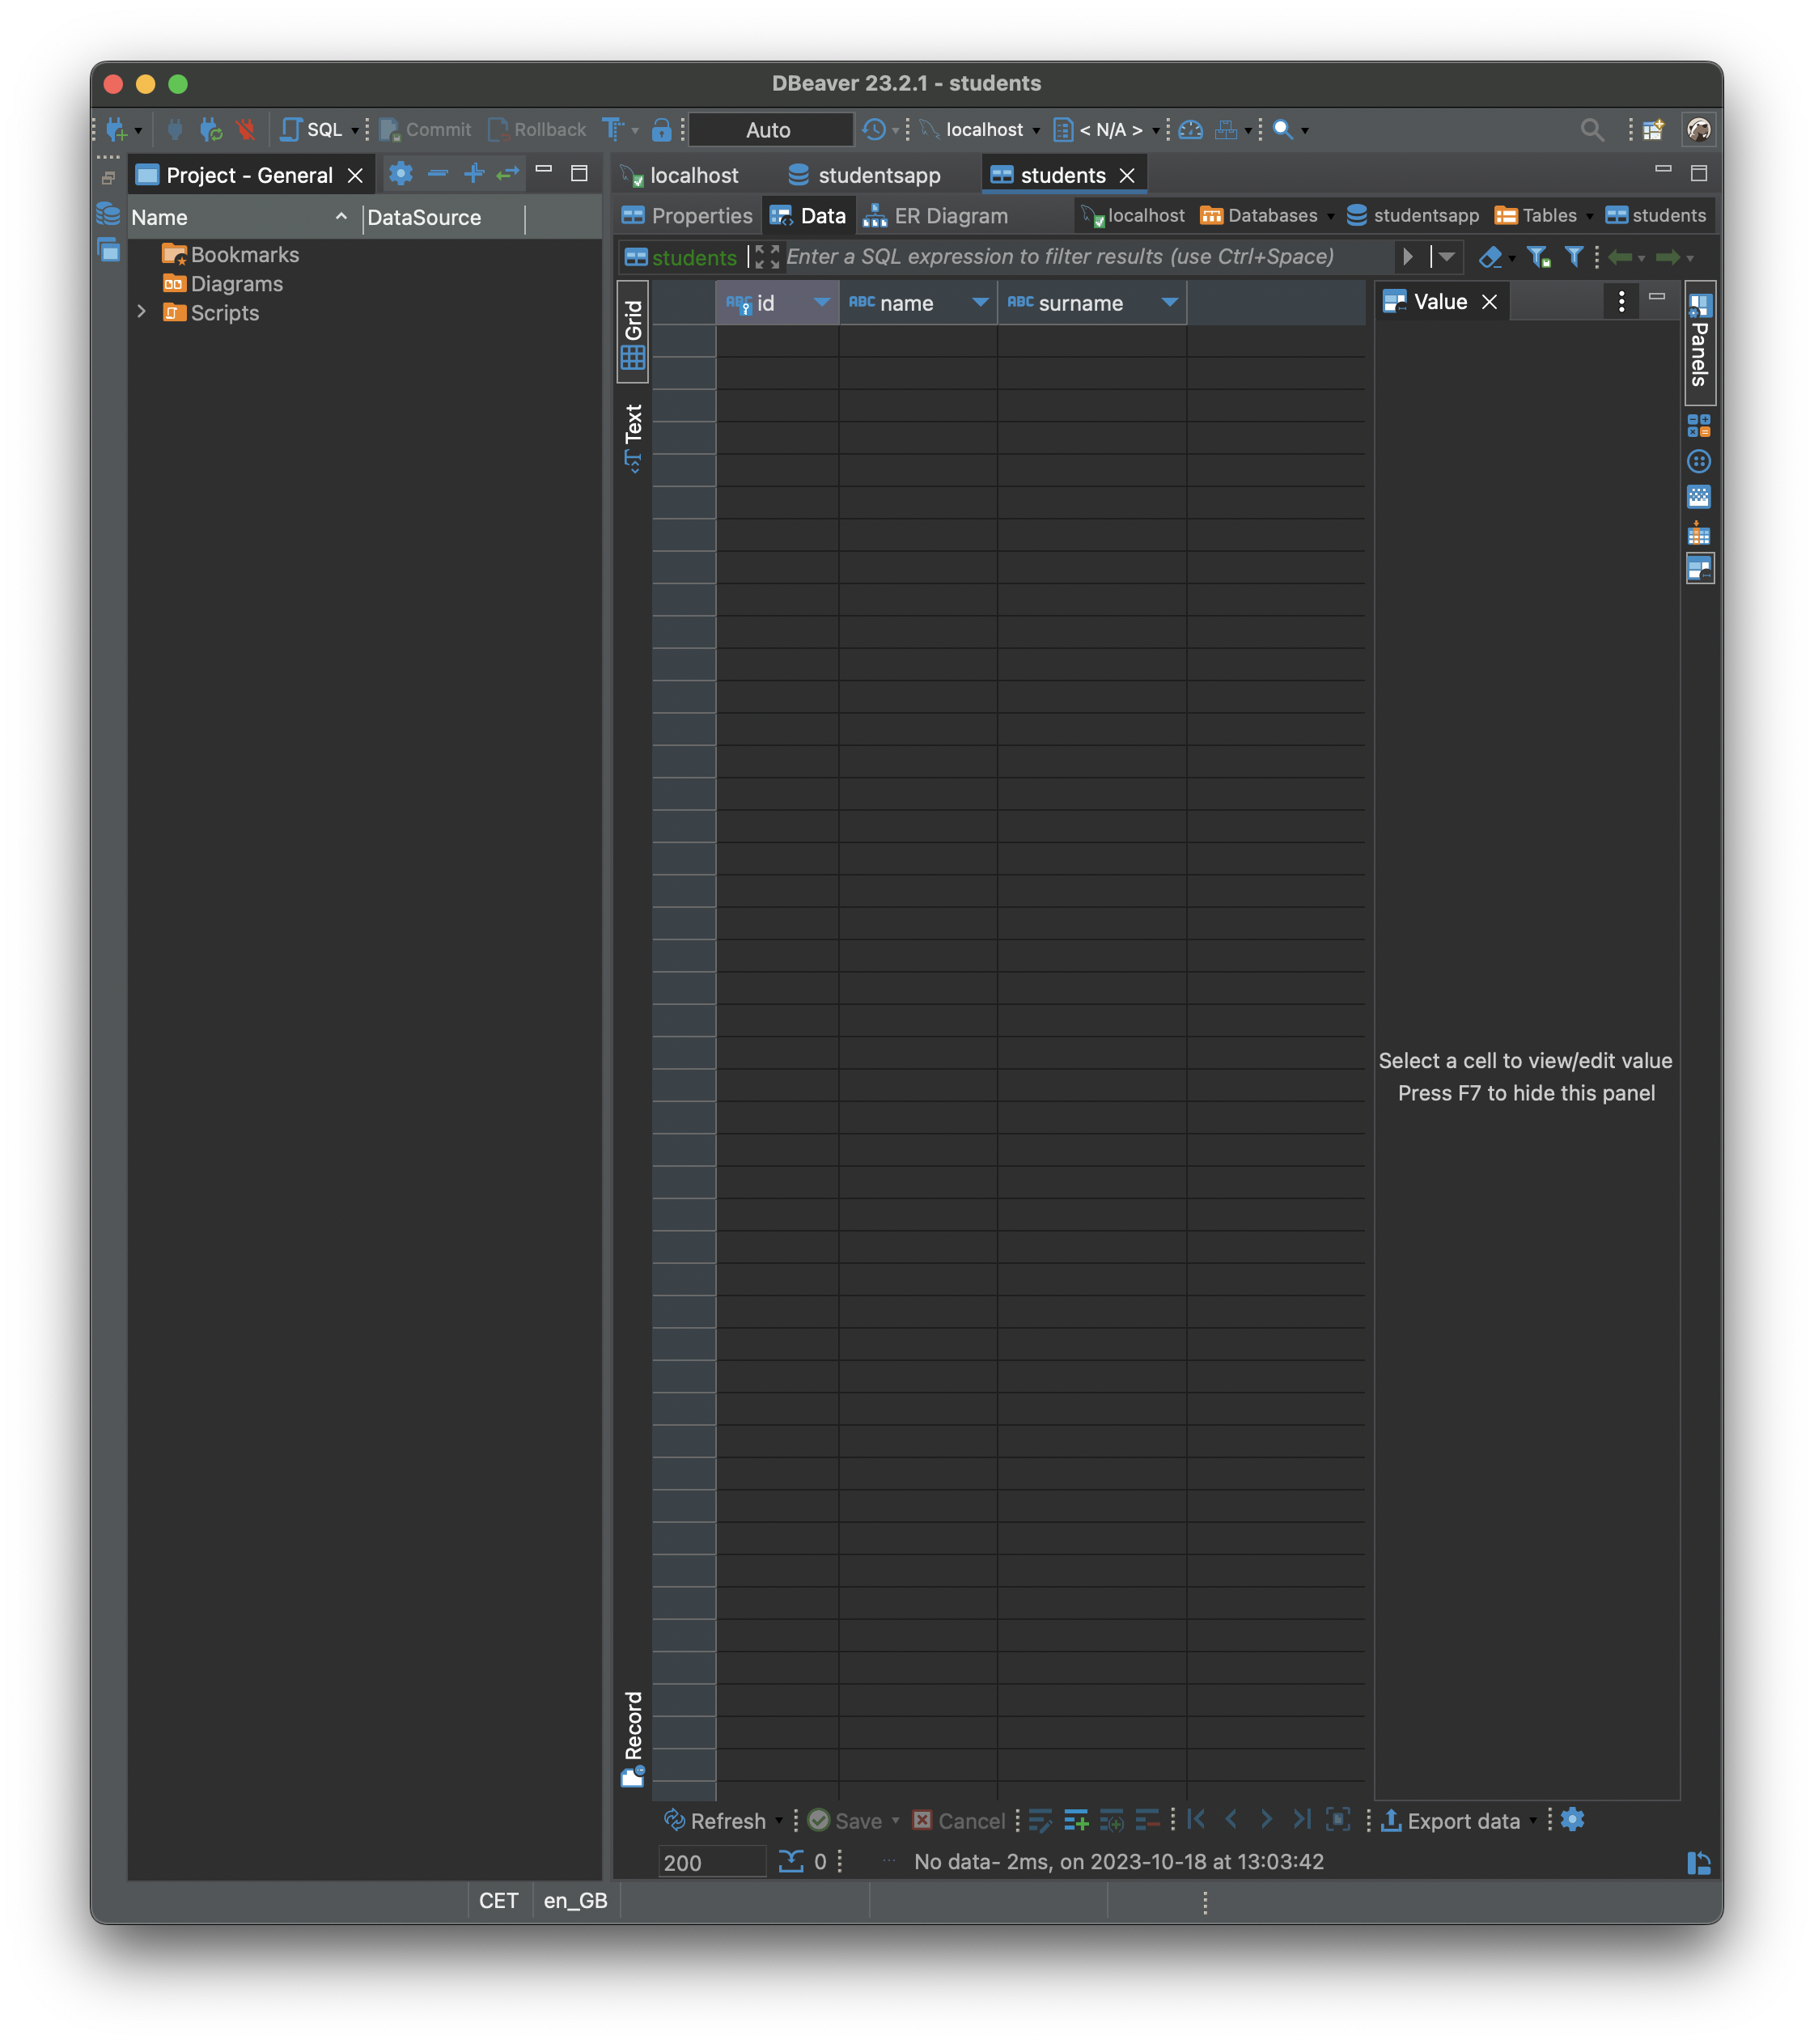 DBeaver 23.2.1 - students
SQL Commit Rollback Auto localhost < N/A >
Project - General
localhost studentsapp students
Name DataSource
Properties Data ER Diagram localhost Databases studentsapp Tables students
Bookmarks
Diagrams
Scripts
students Enter a SQL expression to filter results (use Ctrl+Space)
Grid
Text
Record
ABC id ABC name ABC surname
Value
Panels
Select a cell to view/edit value
Press F7 to hide this panel
Refresh Save Cancel Export data
200 0 No data- 2ms, on 2023-10-18 at 13:03:42
CET en_GB